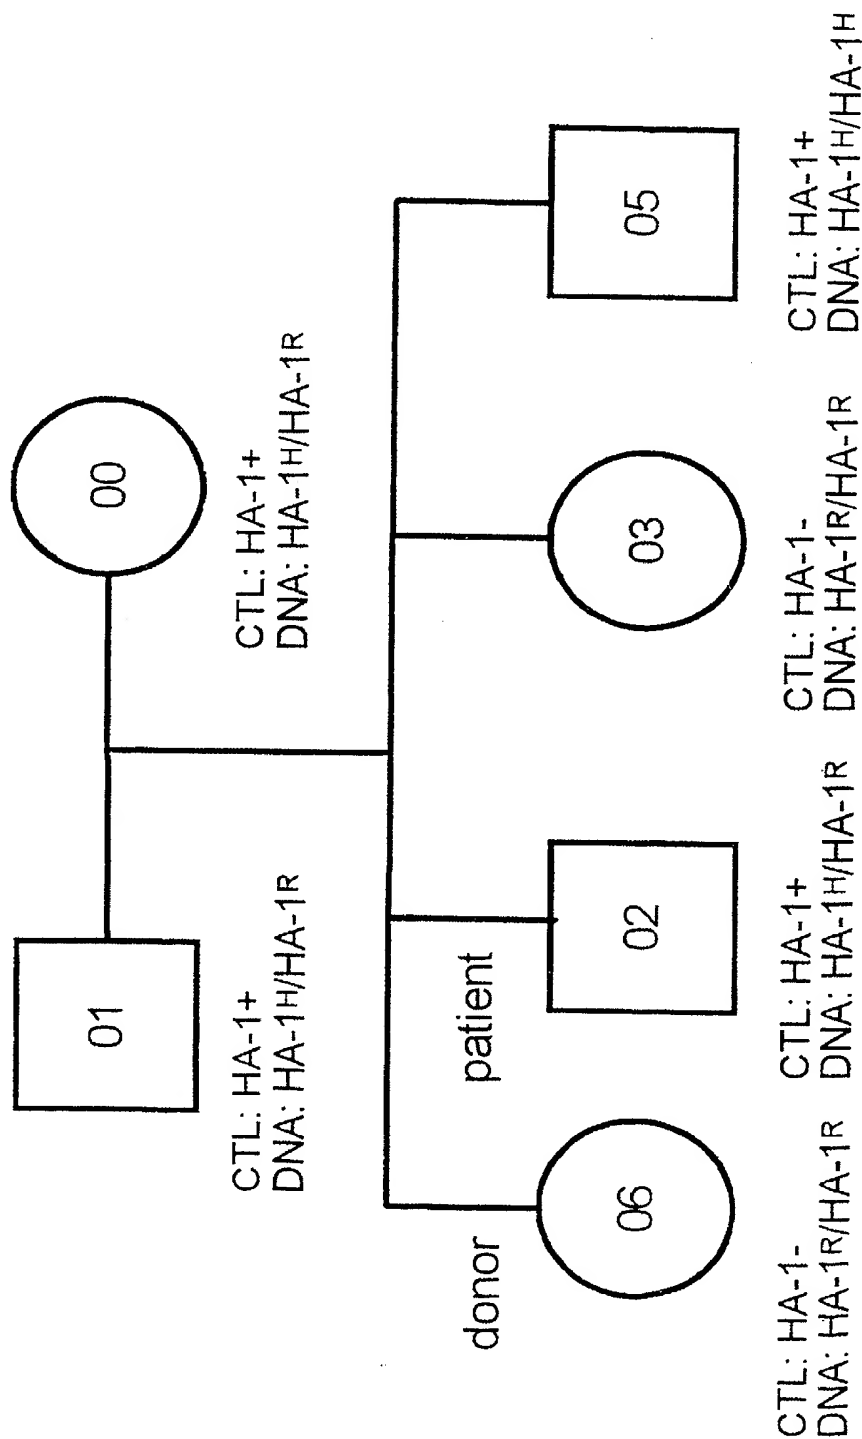 01
00
CTL: HA-1+
DNA: HA-1H/HA-1R
CTL: HA-1+
DNA: HA-1H/HA-1R
donor
patient
06
02
03
05
CTL: HA-1-
DNA: HA-1R/HA-1R
CTL: HA-1+
DNA: HA-1H/HA-1R
CTL: HA-1-
DNA: HA-1R/HA-1R
CTL: HA-1+
DNA: HA-1H/HA-1H